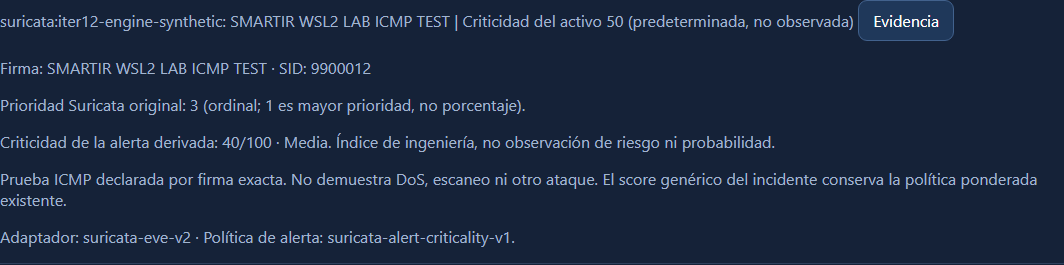 suricata:iter12-engine-synthetic: SMARTIR WSL2 LAB ICMP TEST | Criticidad del activo 50 (predeterminada, no observada) Evidencia
Firma: SMARTIR WSL2 LAB ICMP TEST · SID: 9900012
Prioridad Suricata original: 3 (ordinal; 1 es mayor prioridad, no porcentaje).
Criticidad de la alerta derivada: 40/100 · Media. Índice de ingeniería, no observación de riesgo ni probabilidad.
Prueba ICMP declarada por firma exacta. No demuestra DoS, escaneo ni otro ataque. El score genérico del incidente conserva la política ponderada
existente.
Adaptador: suricata-eve-v2 · Política de alerta: suricata-alert-criticality-v1.